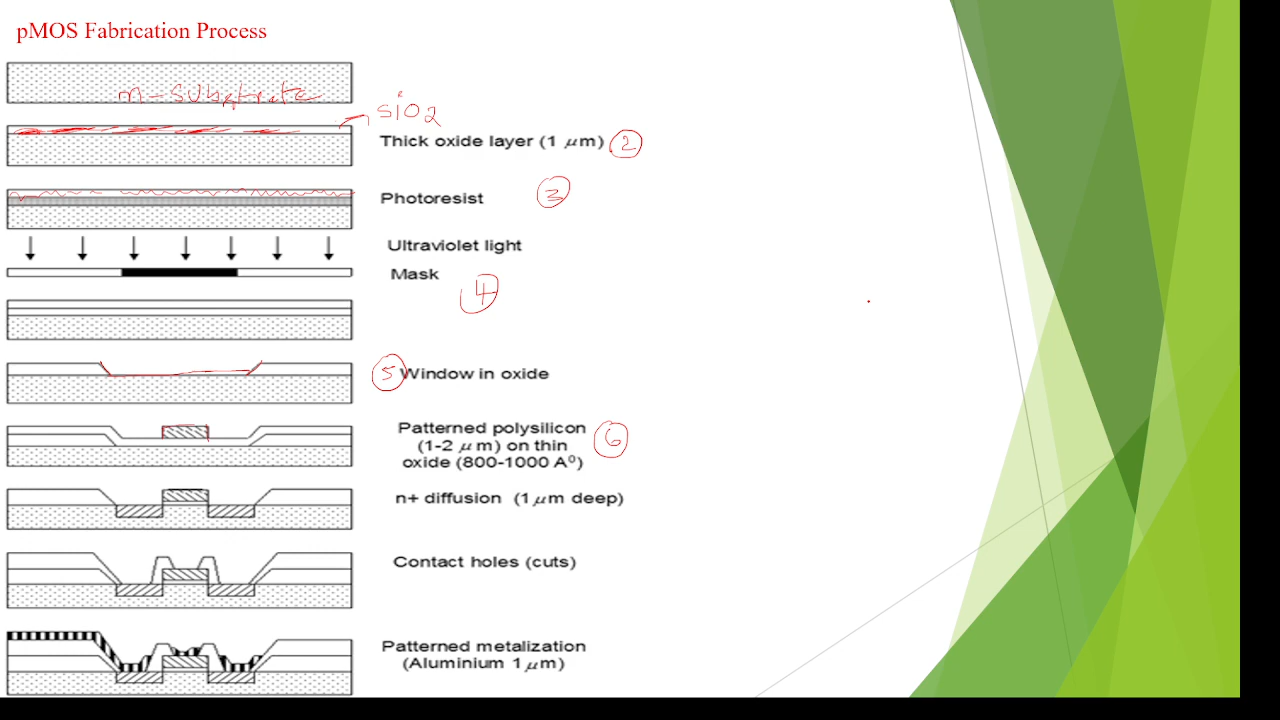 pMOS Fabrication Process
n-substrate
SiO2
Thick oxide layer (1 μm) 2
Photoresist 3
Ultraviolet light
Mask
4
5 Window in oxide
Patterned polysilicon
(1-2 μm) on thin 6
oxide (800-1000 A⁰)
n+ diffusion (1 μm deep)
Contact holes (cuts)
Patterned metalization
(Aluminium 1 μm)